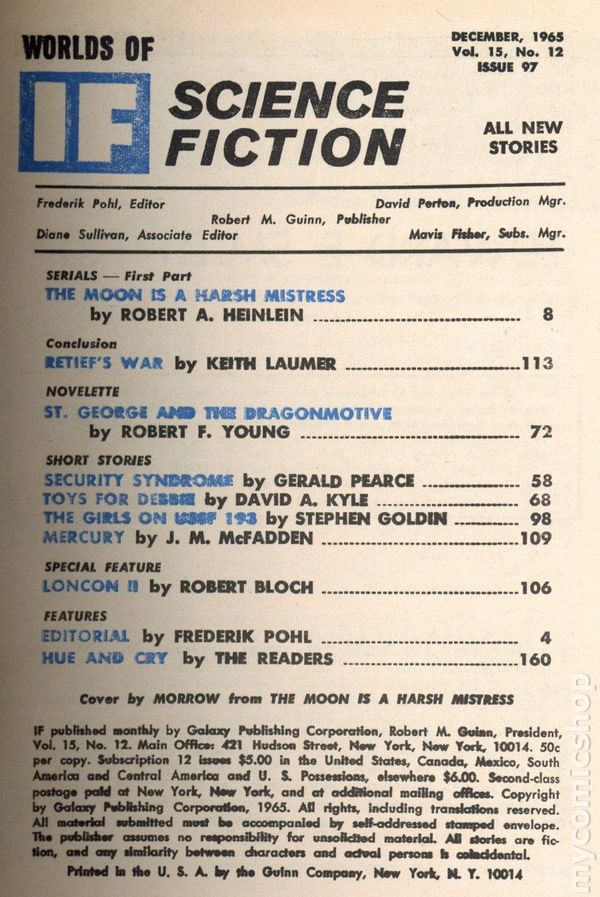 WORLDS OF
IF
SCIENCE
FICTION
DECEMBER, 1965
Vol. 15, No. 12
ISSUE 97
ALL NEW
STORIES
Frederik Pohl, Editor
David Perton, Production Mgr.
Robert M. Guinn, Publisher
Diane Sullivan, Associate Editor
Mavis Fisher, Subs. Mgr.
SERIALS — First Part
THE MOON IS A HARSH MISTRESS
by ROBERT A. HEINLEIN ........ 8
Conclusion
RETIEF'S WAR by KEITH LAUMER ........ 113
NOVELETTE
ST. GEORGE AND THE DRAGONMOTIVE
by ROBERT F. YOUNG ........ 72
SHORT STORIES
SECURITY SYNDROME by GERALD PEARCE ........ 58
TOYS FOR DEBBIE by DAVID A. KYLE ........ 68
THE GIRLS ON USSF 193 by STEPHEN GOLDIN ........ 98
MERCURY by J. M. McFADDEN ........ 109
SPECIAL FEATURE
LONCON II by ROBERT BLOCH ........ 106
FEATURES
EDITORIAL by FREDERIK POHL ........ 4
HUE AND CRY by THE READERS ........ 160
Cover by MORROW from THE MOON IS A HARSH MISTRESS
IF published monthly by Galaxy Publishing Corporation, Robert M. Guinn, President,
Vol. 15, No. 12. Main Office: 421 Hudson Street, New York, New York, 10014. 50c
per copy. Subscription 12 issues $5.00 in the United States, Canada, Mexico, South
America and Central America and U. S. Possessions, elsewhere $6.00. Second-class
postage paid at New York, New York, and at additional mailing offices. Copyright
by Galaxy Publishing Corporation, 1965. All rights, including translations reserved.
All material submitted must be accompanied by self-addressed stamped envelope.
The publisher assumes no responsibility for unsolicited material. All stories are fic-
tion, and any similarity between characters and actual persons is coincidental.
Printed in the U. S. A. by the Guinn Company, New York, N. Y. 10014
mycomicshop